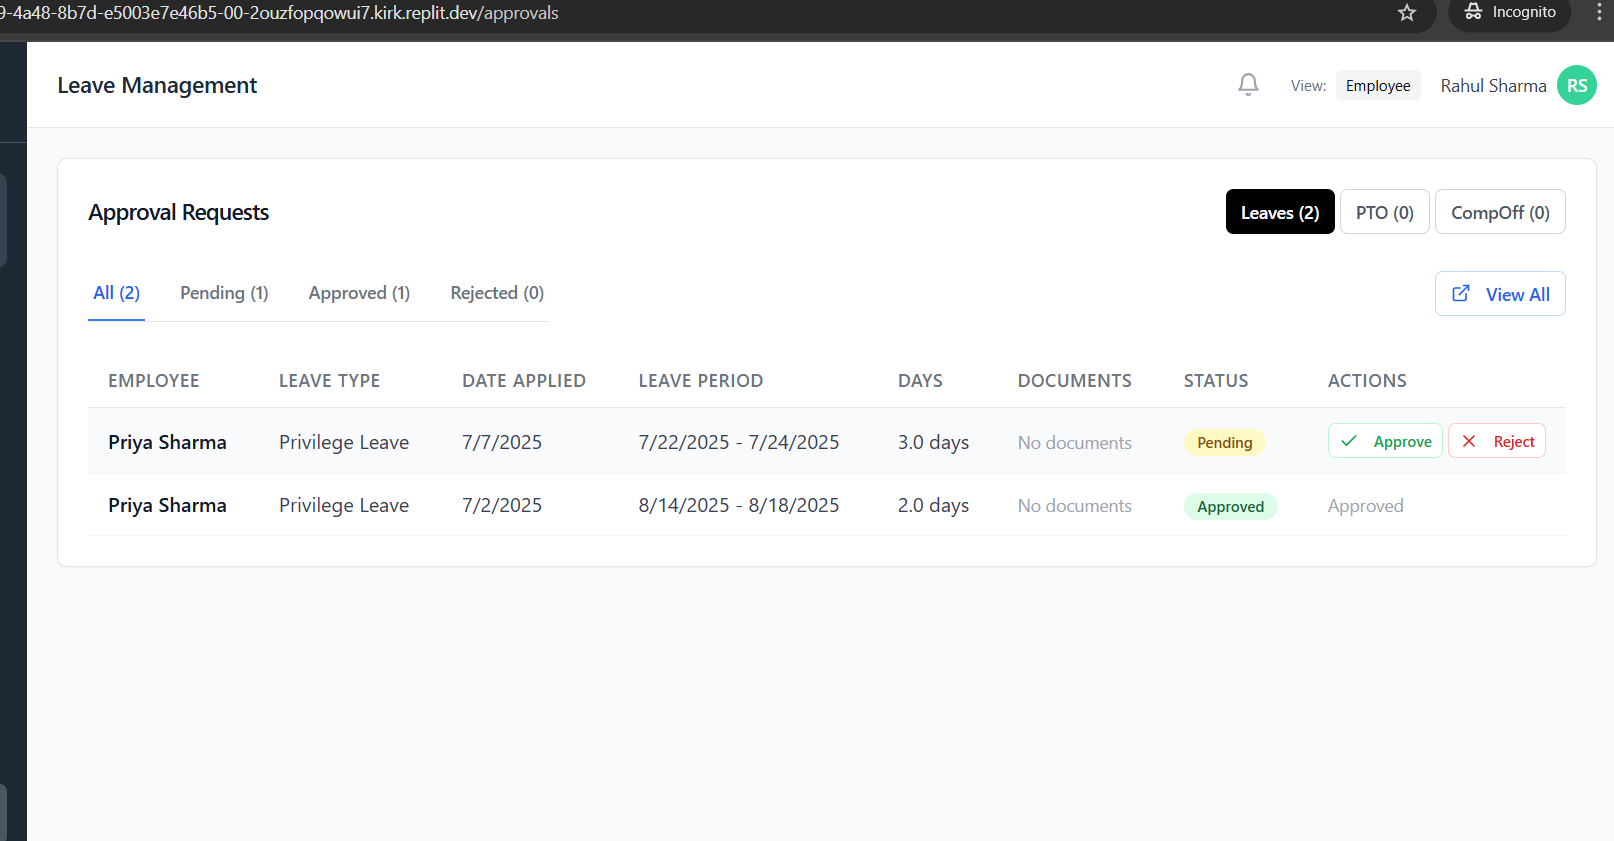 9-4a48-8b7d-e5003e7e46b5-00-2ouzfopqowui7.kirk.replit.dev/approvals
Incognito
Leave Management
View: Employee Rahul Sharma RS
Approval Requests
Leaves (2) PTO (0) CompOff (0)
All (2) Pending (1) Approved (1) Rejected (0)
View All
EMPLOYEE LEAVE TYPE DATE APPLIED LEAVE PERIOD DAYS DOCUMENTS STATUS ACTIONS
Priya Sharma Privilege Leave 7/7/2025 7/22/2025 - 7/24/2025 3.0 days No documents Pending Approve Reject
Priya Sharma Privilege Leave 7/2/2025 8/14/2025 - 8/18/2025 2.0 days No documents Approved Approved